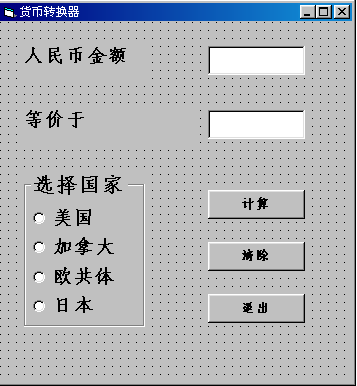 货币转换器
人民币金额
等价于
选择国家
美国
加拿大
欧共体
日本
计算
清除
退出